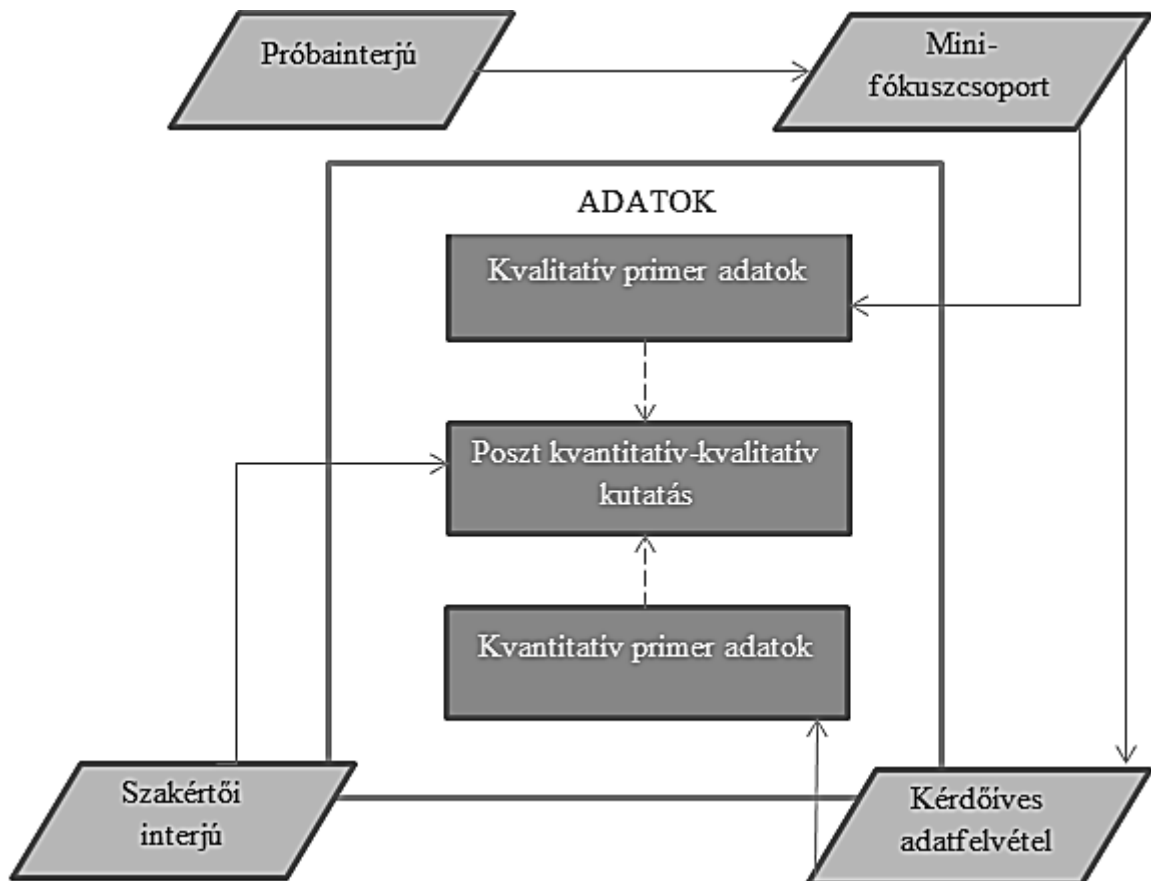 Próbainterjú
Mini-
fókuszcsoport
ADATOK
Kvalitatív primer adatok
Poszt kvantitatív-kvalitatív
kutatás
Kvantitatív primer adatok
Szakértői
interjú
Kérdőíves
adatfelvétel